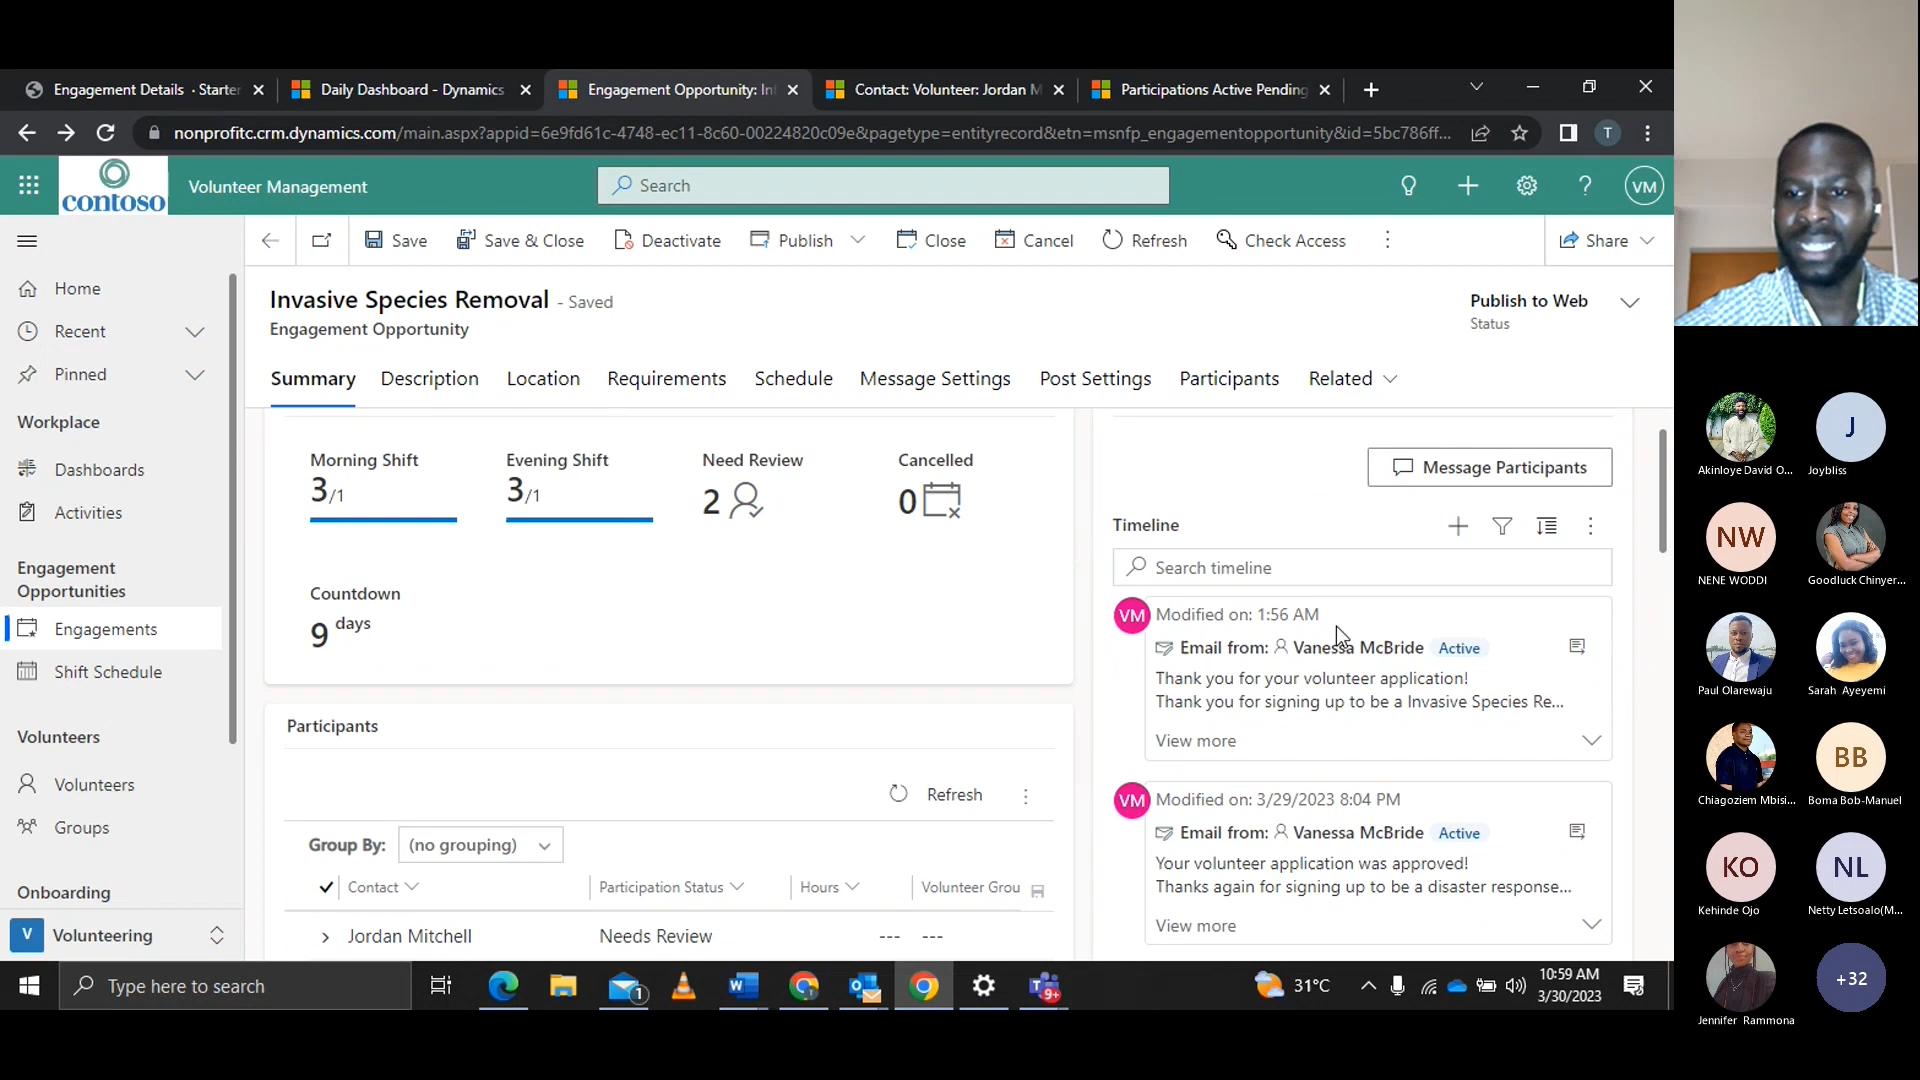 Engagement Details · Starter
Daily Dashboard - Dynamics
Engagement Opportunity: In
Contact: Volunteer: Jordan M
Participations Active Pending
nonprofitc.crm.dynamics.com/main.aspx?appid=6e9fd61c-4748-ec11-8c60-00224820c09e&pagetype=entityrecord&etn=msnfp_engagementopportunity&id=5bc786ff...
T
contoso
Volunteer Management
Search
VM
Save
Save & Close
Deactivate
Publish
Close
Cancel
Refresh
Check Access
Share
Home
Recent
Pinned
Workplace
Dashboards
Activities
Engagement
Opportunities
Engagements
Shift Schedule
Volunteers
Volunteers
Groups
Onboarding
V Volunteering
Invasive Species Removal - Saved
Engagement Opportunity
Publish to Web
Status
Summary Description Location Requirements Schedule Message Settings Post Settings Participants Related
Morning Shift
3/1
Evening Shift
3/1
Need Review
2
Cancelled
0
Countdown
9 days
Participants
Refresh
Group By: (no grouping)
Contact Participation Status Hours Volunteer Grou
Jordan Mitchell Needs Review --- ---
Message Participants
Timeline
Search timeline
VM Modified on: 1:56 AM
Email from: Vanessa McBride Active
Thank you for your volunteer application!
Thank you for signing up to be a Invasive Species Re...
View more
VM Modified on: 3/29/2023 8:04 PM
Email from: Vanessa McBride Active
Your volunteer application was approved!
Thanks again for signing up to be a disaster response...
View more
Type here to search
1
9+
31°C
10:59 AM
3/30/2023
Akinloye David O...
J
Joybliss
NW
NENE WODDI
Goodluck Chinyer...
Paul Olarewaju
Sarah Ayeyemi
Chiagoziem Mbisi...
BB
Boma Bob-Manuel
KO
Kehinde Ojo
NL
Netty Letsoalo(M...
Jennifer Rammona
+32